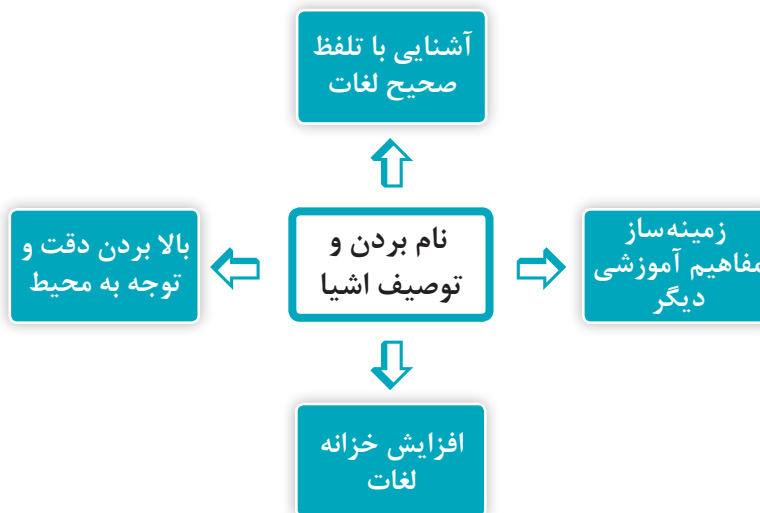 آشنایی با تلفظ
صحیح لغات
زمینه‌ساز
مفاهیم آموزشی
دیگر
نام بردن و
توصیف اشیا
بالا بردن دقت و
توجه به محیط
افزایش خزانه
لغات